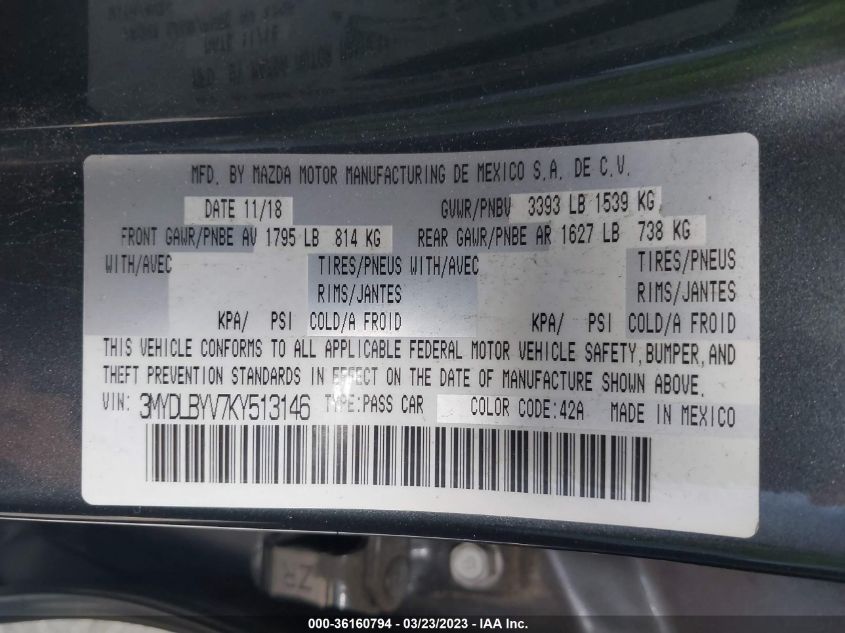 MFD. BY MAZDA MOTOR MANUFACTURING DE MEXICO S.A. DE C.V.
DATE 11/18 GVWR/PNBV 3393 LB 1539 KG
FRONT GAWR/PNBE AV 1795 LB 814 KG REAR GAWR/PNBE AR 1627 LB 738 KG
WITH/AVEC TIRES/PNEUS WITH/AVEC TIRES/PNEUS
RIMS/JANTES RIMS/JANTES
KPA/ PSI COLD/A FROID KPA/ PSI COLD/A FROID
THIS VEHICLE CONFORMS TO ALL APPLICABLE FEDERAL MOTOR VEHICLE SAFETY, BUMPER, AND
THEFT PREVENTION STANDARDS IN EFFECT ON THE DATE OF MANUFACTURE SHOWN ABOVE.
VIN: 3MYDLBYV7KY513146 TYPE:PASS CAR COLOR CODE:42A MADE IN MEXICO
ZR
000-36160794 - 03/23/2023 - IAA Inc.